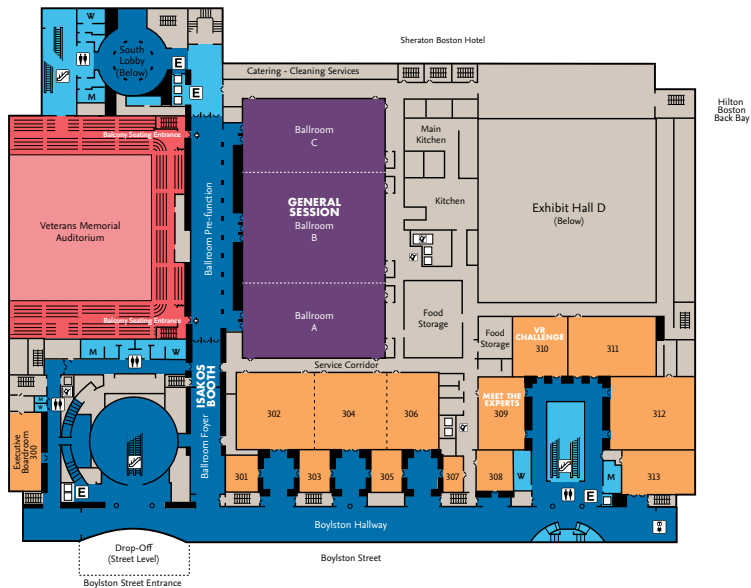 Sheraton Boston Hotel
Hilton
Boston
Back Bay
W
South
Lobby
(Below)
E
M
E
Catering - Cleaning Services
Balcony Seating Entrance
Veterans Memorial
Auditorium
Balcony Seating Entrance
Ballroom Pre-function
Ballroom
C
GENERAL
SESSION
Ballroom
B
Ballroom
A
Main
Kitchen
Kitchen
Exhibit Hall D
(Below)
Food
Storage
Food
Storage
VR
CHALLENGE
310
311
M
W
Service Corridor
ISAKOS
BOOTH
Ballroom Foyer
M
W
Executive
Boardroom
300
302
304
306
MEET THE
EXPERTS
309
312
301
303
305
307
308
W
M
313
E
E
Boylston Hallway
Drop-Off
(Street Level)
Boylston Street
Boylston Street Entrance